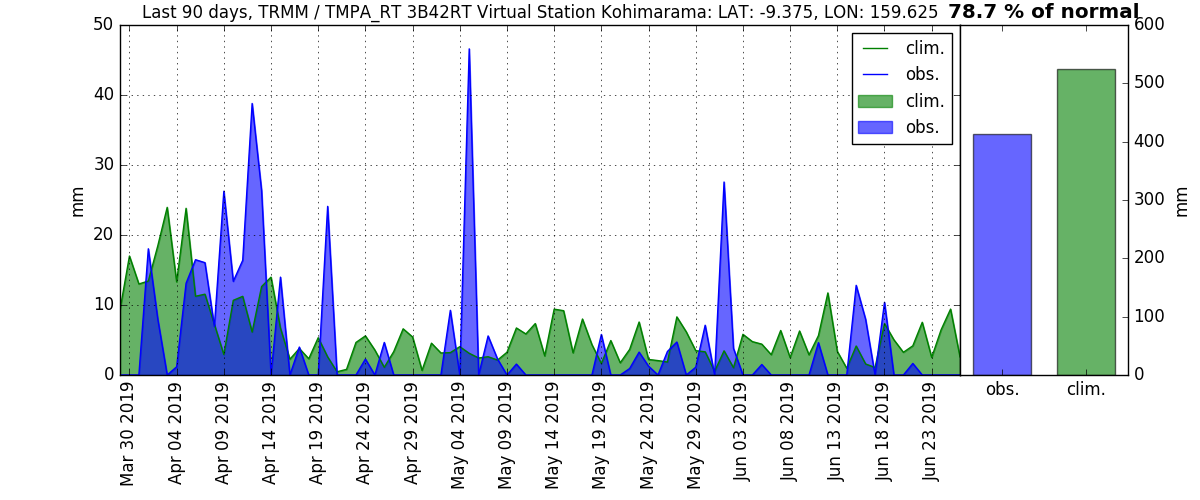 Last 90 days, TRMM / TMPA_RT 3B42RT Virtual Station Kohimarama: LAT: -9.375, LON: 159.625 78.7 % of normal
50
40
30
20
10
0
mm
clim.
obs.
clim.
obs.
600
500
400
300
200
100
0
mm
Mar 30 2019
Apr 04 2019
Apr 09 2019
Apr 14 2019
Apr 19 2019
Apr 24 2019
Apr 29 2019
May 04 2019
May 09 2019
May 14 2019
May 19 2019
May 24 2019
May 29 2019
Jun 03 2019
Jun 08 2019
Jun 13 2019
Jun 18 2019
Jun 23 2019
obs.
clim.